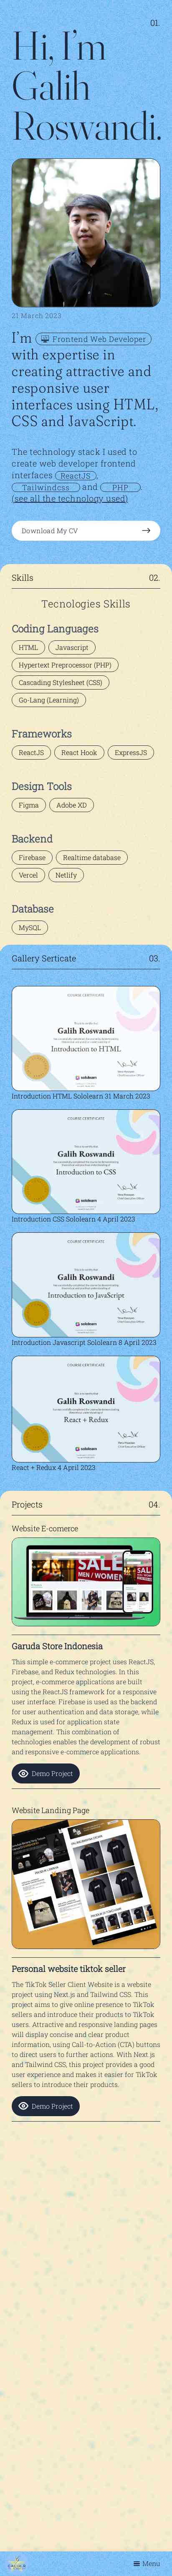 01.
Hi, I'm
Galih
Roswandi.
21 March 2023
I'm Frontend Web Developer
with expertise in
creating attractive and
responsive user
interfaces using HTML,
CSS and Javascript.
The technology stack I used to
create web developer frontend
interfaces ReactJS,
Tailwindcss and PHP.
(see all the technology used)
Download My CV
Skills 02.
Tecnologies Skills
Coding Languages
HTML Javascript
Hypertext Preprocessor (PHP)
Cascading Stylesheet (CSS)
Go-Lang (Learning)
Frameworks
ReactJS React Hook ExpressJS
Design Tools
Figma Adobe XD
Backend
Firebase Realtime database
Vercel Netlify
Database
MySQL
Gallery Serticate 03.
COURSE CERTIFICATE
Galih Roswandi
Introduction to HTML
sololearn
Introduction HTML Sololearn 31 March 2023
COURSE CERTIFICATE
Galih Roswandi
Introduction to CSS
sololearn
Introduction CSS Sololearn 4 April 2023
COURSE CERTIFICATE
Galih Roswandi
Introduction to JavaScript
sololearn
Introduction Javascript Sololearn 8 April 2023
COURSE CERTIFICATE
Galih Roswandi
React + Redux
sololearn
React + Redux 4 April 2023
Projects 04.
Website E-comerce
SALE
MEN / WOMEN
Garuda Store Indonesia
This simple e-commerce project uses ReactJS,
Firebase, and Redux technologies. In this
project, e-commerce applications are built
using the ReactJS framework for a responsive
user interface. Firebase is used as the backend
for user authentication and data storage, while
Redux is used for application state
management. This combination of
technologies enables the development of robust
and responsive e-commerce applications.
Demo Project
Website Landing Page
Personal website tiktok seller
The TikTok Seller Client Website is a website
project using Next js and Tailwind CSS. This
project aims to give online presence to TikTok
sellers and introduce their products to TikTok
users. Attractive and responsive landing pages
will display concise and clear product
information, using Call-to-Action (CTA) buttons
to direct users to further actions. With Next js
and Tailwind CSS, this project provides a good
user experience and makes it easier for TikTok
sellers to introduce their products.
Demo Project
Menu